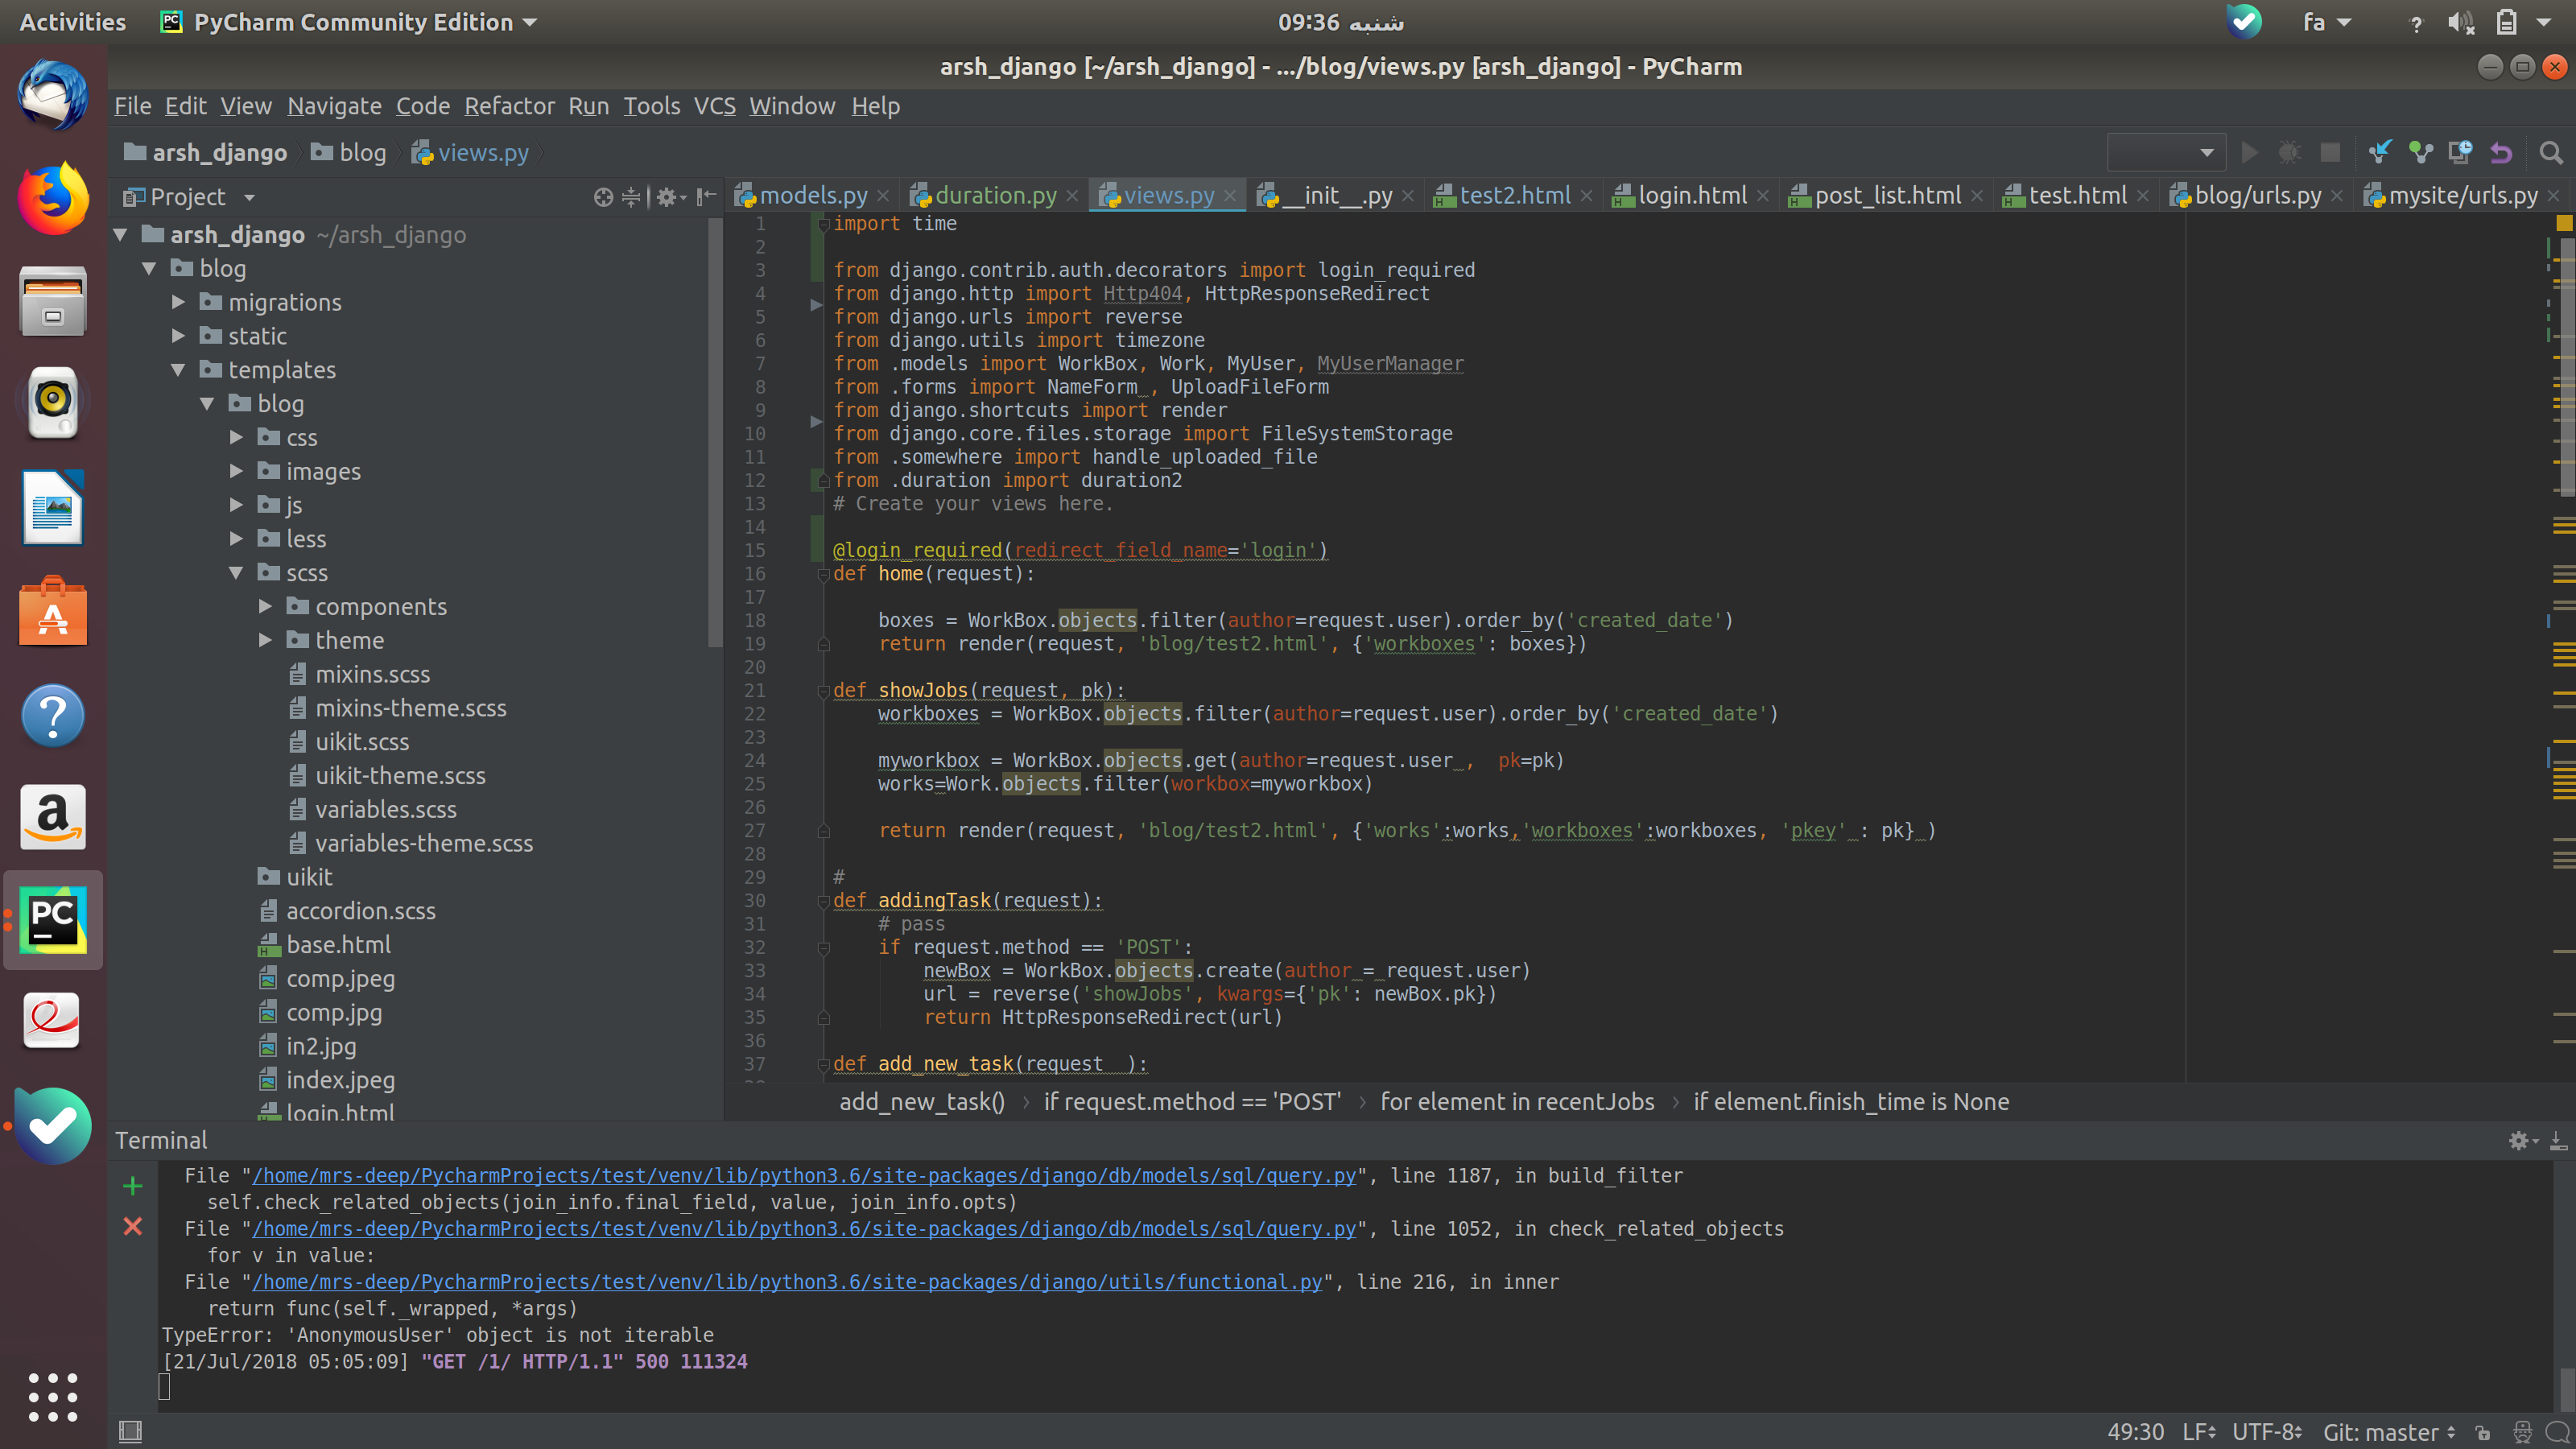 Activities PyCharm Community Edition 09:36 شنبه fa
arsh_django [~/arsh_django] - .../blog/views.py [arsh_django] - PyCharm
File Edit View Navigate Code Refactor Run Tools VCS Window Help
arsh_django blog views.py
Project
models.py duration.py views.py __init__.py test2.html login.html post_list.html test.html blog/urls.py mysite/urls.py
arsh_django ~/arsh_django
blog
migrations
static
templates
blog
css
images
js
less
scss
components
theme
mixins.scss
mixins-theme.scss
uikit.scss
uikit-theme.scss
variables.scss
variables-theme.scss
uikit
accordion.scss
base.html
comp.jpeg
comp.jpg
in2.jpg
index.jpeg
login.html
1 import time
2
3 from django.contrib.auth.decorators import login_required
4 from django.http import Http404, HttpResponseRedirect
5 from django.urls import reverse
6 from django.utils import timezone
7 from .models import WorkBox, Work, MyUser, MyUserManager
8 from .forms import NameForm , UploadFileForm
9 from django.shortcuts import render
10 from django.core.files.storage import FileSystemStorage
11 from .somewhere import handle_uploaded_file
12 from .duration import duration2
13 # Create your views here.
14
15 @login_required(redirect_field_name='login')
16 def home(request):
17
18 boxes = WorkBox.objects.filter(author=request.user).order_by('created_date')
19 return render(request, 'blog/test2.html', {'workboxes': boxes})
20
21 def showJobs(request, pk):
22 workboxes = WorkBox.objects.filter(author=request.user).order_by('created_date')
23
24 myworkbox = WorkBox.objects.get(author=request.user ,  pk=pk)
25 works=Work.objects.filter(workbox=myworkbox)
26
27 return render(request, 'blog/test2.html', {'works':works,'workboxes':workboxes, 'pkey' : pk} )
28
29 #
30 def addingTask(request):
31 # pass
32 if request.method == 'POST':
33 newBox = WorkBox.objects.create(author = request.user)
34 url = reverse('showJobs', kwargs={'pk': newBox.pk})
35 return HttpResponseRedirect(url)
36
37 def add_new_task(request  ):
add_new_task() › if request.method == 'POST' › for element in recentJobs › if element.finish_time is None
Terminal
File "/home/mrs-deep/PycharmProjects/test/venv/lib/python3.6/site-packages/django/db/models/sql/query.py", line 1187, in build_filter
self.check_related_objects(join_info.final_field, value, join_info.opts)
File "/home/mrs-deep/PycharmProjects/test/venv/lib/python3.6/site-packages/django/db/models/sql/query.py", line 1052, in check_related_objects
for v in value:
File "/home/mrs-deep/PycharmProjects/test/venv/lib/python3.6/site-packages/django/utils/functional.py", line 216, in inner
return func(self._wrapped, *args)
TypeError: 'AnonymousUser' object is not iterable
[21/Jul/2018 05:05:09] "GET /1/ HTTP/1.1" 500 111324
49:30 LF UTF-8 Git: master